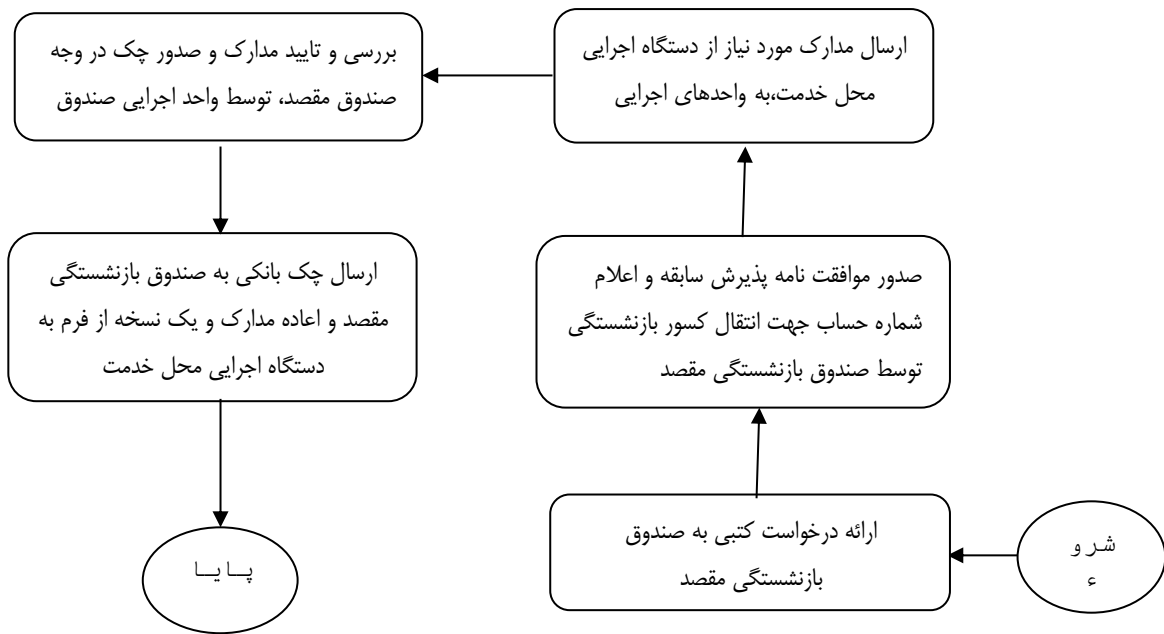 شرو
ء
ارائه درخواست کتبی به صندوق
بازنشستگی مقصد
صدور موافقت نامه پذیرش سابقه و اعلام
شماره حساب جهت انتقال کسور بازنشستگی
توسط صندوق بازنشستگی مقصد
ارسال مدارک مورد نیاز از دستگاه اجرایی
محل خدمت،به واحدهای اجرایی
بررسی و تایید مدارک و صدور چک در وجه
صندوق مقصد، توسط واحد اجرایی صندوق
ارسال چک بانکی به صندوق بازنشستگی
مقصد و اعاده مدارک و یک نسخه از فرم به
دستگاه اجرایی محل خدمت
پـایـا